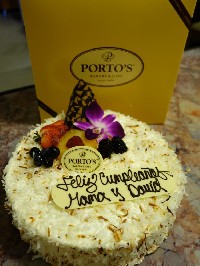 PORTO'S
BAKERY & CAFE
PORTO'S
Feliz Cumpleaños
Mama y David